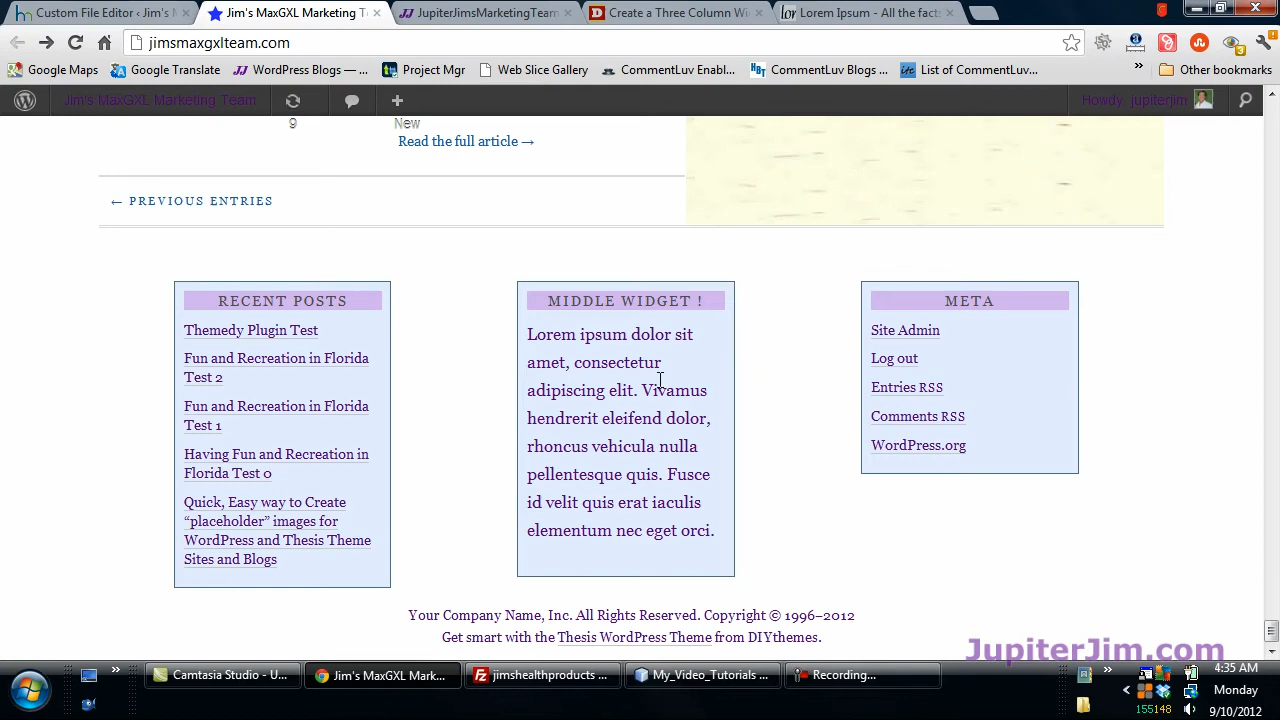 Custom File Editor ‹ Jim's M
Jim's MaxGXL Marketing T
JupiterJimsMarketingTeam
Create a Three Column Wi
Lorem Ipsum - All the facts
jimsmaxgxlteam.com
Google Maps
Google Translate
WordPress Blogs —...
Project Mgr
Web Slice Gallery
CommentLuv Enabl...
CommentLuv Blogs ...
List of CommentLuv...
»
Other bookmarks
Jim's MaxGXL Marketing Team
Howdy, jupiterjim
9 New
Read the full article →
← PREVIOUS ENTRIES
RECENT POSTS
Themedy Plugin Test
Fun and Recreation in Florida
Test 2
Fun and Recreation in Florida
Test 1
Having Fun and Recreation in
Florida Test 0
Quick, Easy way to Create
“placeholder” images for
WordPress and Thesis Theme
Sites and Blogs
MIDDLE WIDGET !
Lorem ipsum dolor sit
amet, consectetur
adipiscing elit. Vivamus
hendrerit eleifend dolor,
rhoncus vehicula nulla
pellentesque quis. Fusce
id velit quis erat iaculis
elementum nec eget orci.
META
Site Admin
Log out
Entries RSS
Comments RSS
WordPress.org
Your Company Name, Inc. All Rights Reserved. Copyright © 1996–2012
Get smart with the Thesis WordPress Theme from DIYthemes.
JupiterJim.com
Camtasia Studio - U...
Jim's MaxGXL Mark...
jimshealthproducts ...
My_Video_Tutorials ...
Recording...
155148
4:35 AM
Monday
9/10/2012